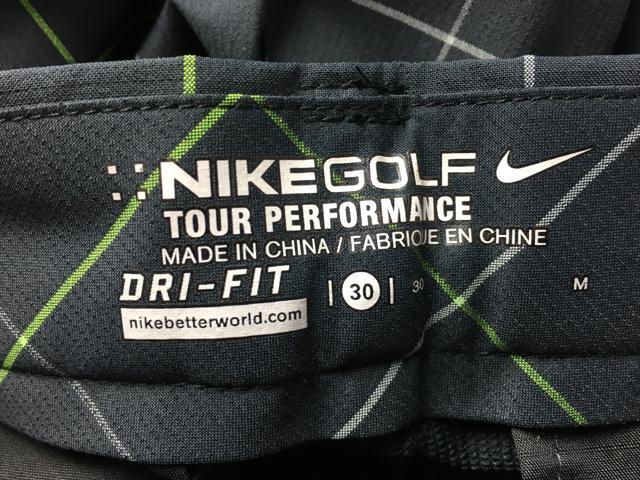 NIKEGOLF
TOUR PERFORMANCE
MADE IN CHINA / FABRIQUE EN CHINE
DRI-FIT
nikebetterworld.com
| 30 | 30 M